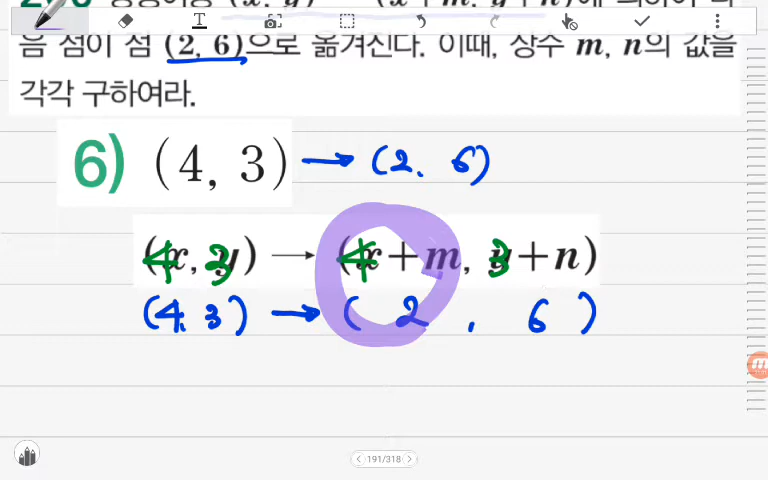 음 점이 점 (2, 6)으로 옮겨진다. 이때, 상수 m, n의 값을
각각 구하여라.
6) (4, 3) → (2, 6)
(x, y) → (x+m, y+n)
4 3 4 3
(4, 3) → ( 2 , 6 )
191/318